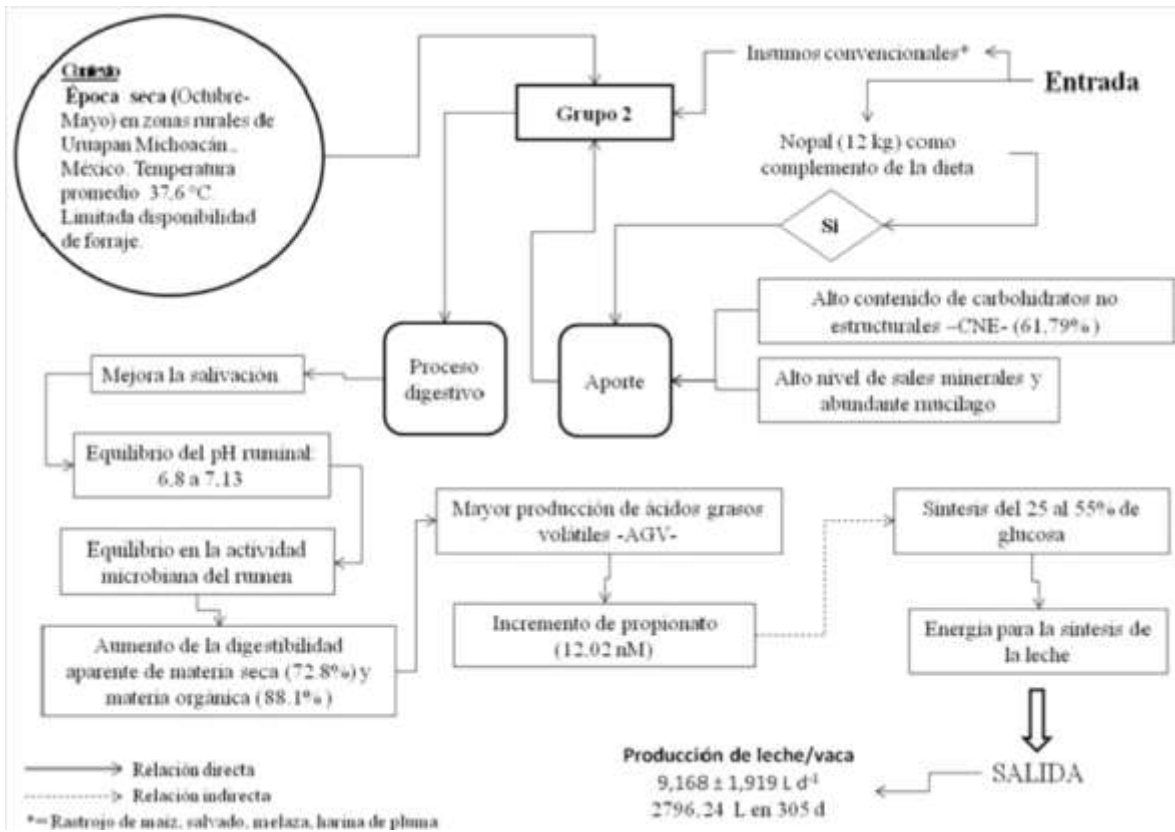 Contexto
Época seca (Octubre-
Mayo) en zonas rurales de
Uruapan Michoacán.,
México. Temperatura
promedio 37.6 °C.
Limitada disponibilidad
de forraje.
Insumos convencionales*
Entrada
Grupo 2
Nopal (12 kg) como
complemento de la dieta
Si
Alto contenido de carbohidratos no
estructurales –CNE- (61.79%)
Alto nivel de sales minerales y
abundante mucilago
Aporte
Proceso
digestivo
Mejora la salivación
Equilibrio del pH ruminal:
6.8 a 7.13
Equilibrio en la actividad
microbiana del rumen
Aumento de la digestibilidad
aparente de materia seca (72.8%) y
materia orgánica (88.1%)
Mayor producción de ácidos grasos
volátiles -AGV-
Incremento de propionato
(12.02 nM)
Síntesis del 25 al 55% de
glucosa
Energía para la síntesis de
la leche
SALIDA
Producción de leche/vaca
9,168 ± 1,919 L d⁻¹
2796.24 L en 305 d
Relación directa
Relación indirecta
*= Rastrojo de maíz, salvado, melaza, harina de pluma